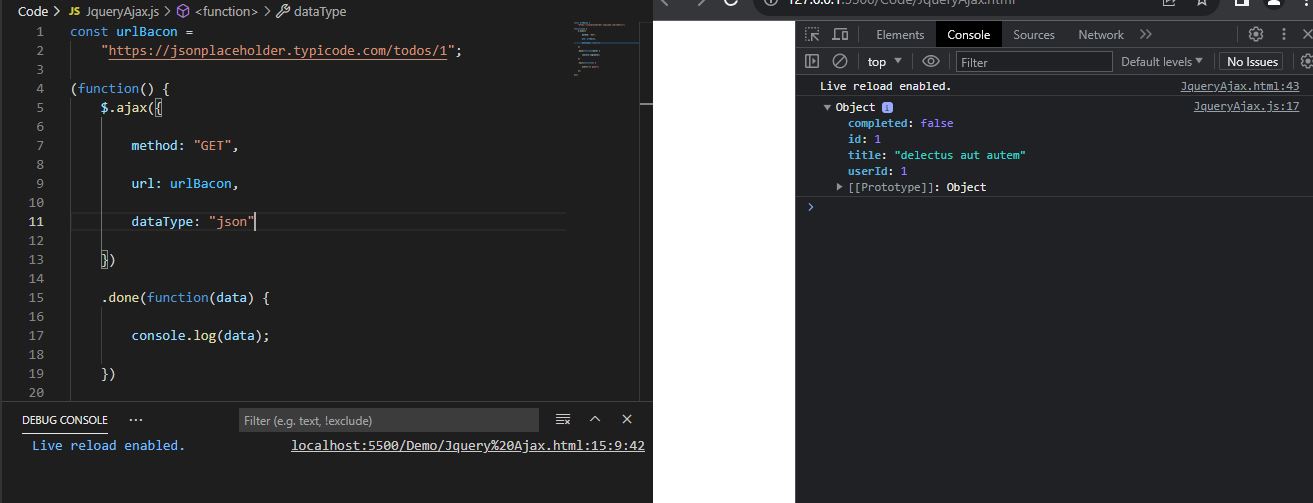 Code > JS JqueryAjax.js > <function> > dataType
1 const urlBacon =
2 "https://jsonplaceholder.typicode.com/todos/1";
3
4 (function() {
5 $.ajax({
6
7 method: "GET",
8
9 url: urlBacon,
10
11 dataType: "json"
12
13 })
14
15 .done(function(data) {
16
17 console.log(data);
18
19 })
20
DEBUG CONSOLE ...
Filter (e.g. text, !exclude)
Live reload enabled. localhost:5500/Demo/Jquery%20Ajax.html:15:9:42
127.0.0.1:5500/Code/JqueryAjax.html
Elements Console Sources Network >>
top Filter Default levels No Issues
Live reload enabled. JqueryAjax.html:43
Object i JqueryAjax.js:17
completed: false
id: 1
title: "delectus aut autem"
userId: 1
[[Prototype]]: Object
>